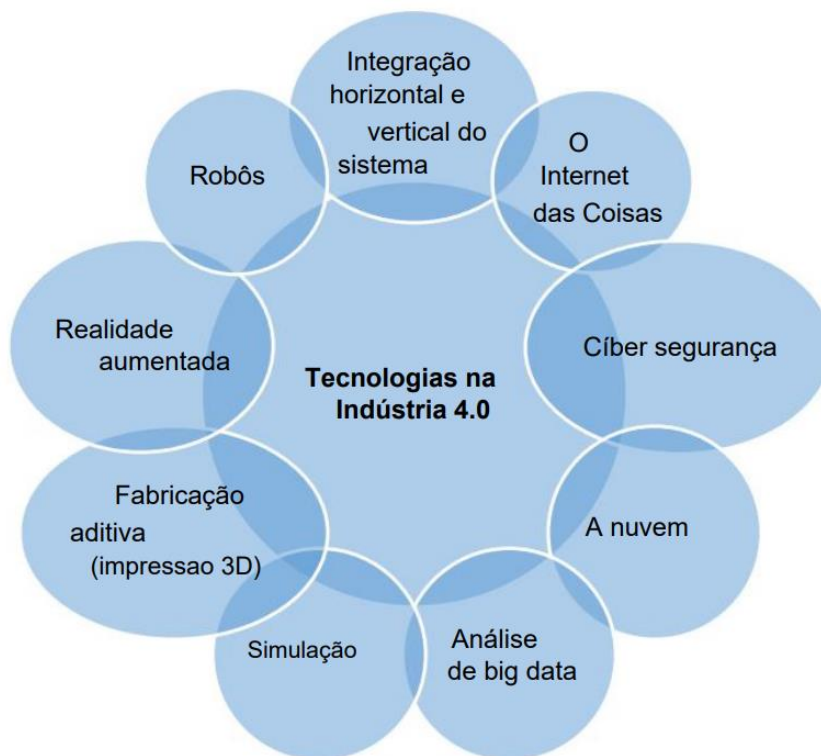 Integração
horizontal e
vertical do
sistema
O
Internet
das Coisas
Cíber segurança
A nuvem
Análise
de big data
Simulação
Fabricação
aditiva
(impressao 3D)
Realidade
aumentada
Robôs
Tecnologias na
Indústria 4.0